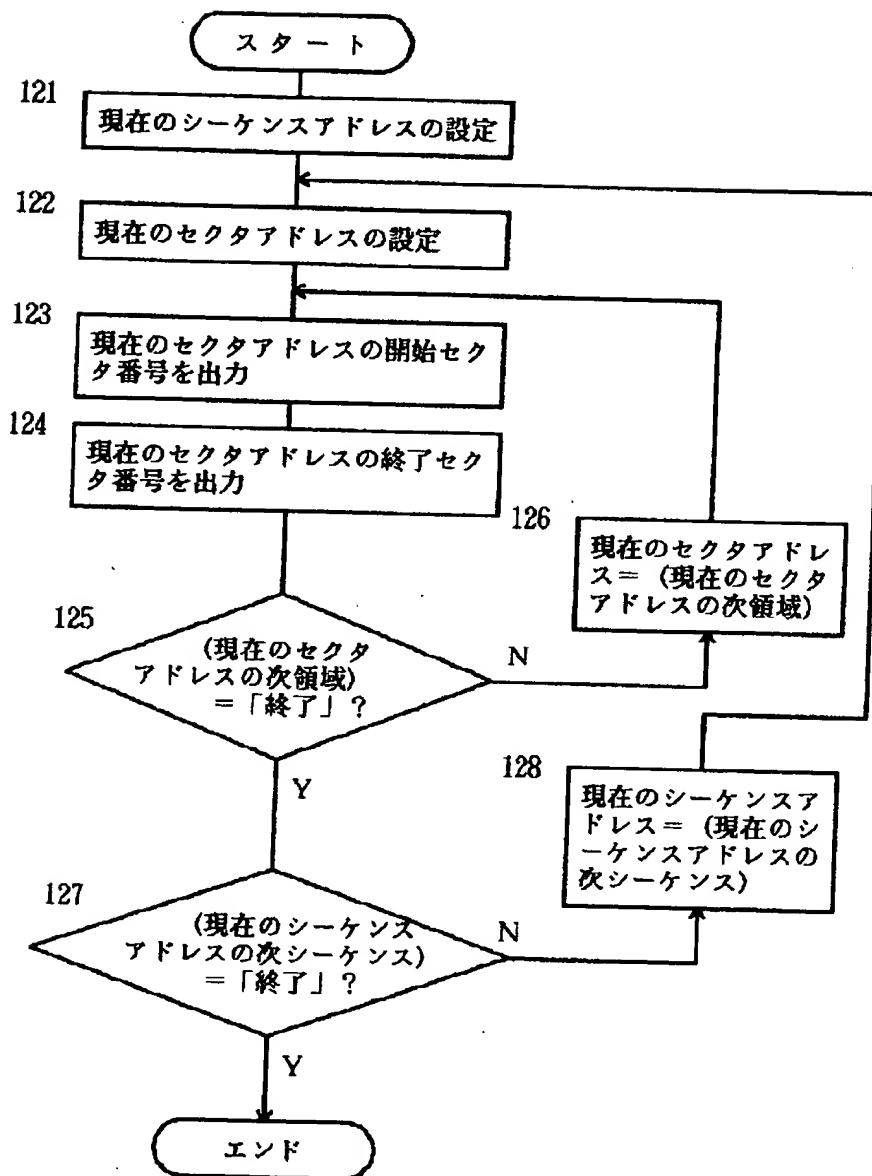 スタート
121
現在のシーケンスアドレスの設定
122
現在のセクタアドレスの設定
123
現在のセクタアドレスの開始セク
タ番号を出力
124
現在のセクタアドレスの終了セク
タ番号を出力
126
現在のセクタアドレ
ス=(現在のセクタ
アドレスの次領域)
125
(現在のセクタ
アドレスの次領域)
=「終了」?
N
Y
128
現在のシーケンスア
ドレス=(現在のシ
ーケンスアドレスの
次シーケンス)
127
(現在のシーケンス
アドレスの次シーケンス)
=「終了」?
N
Y
エンド